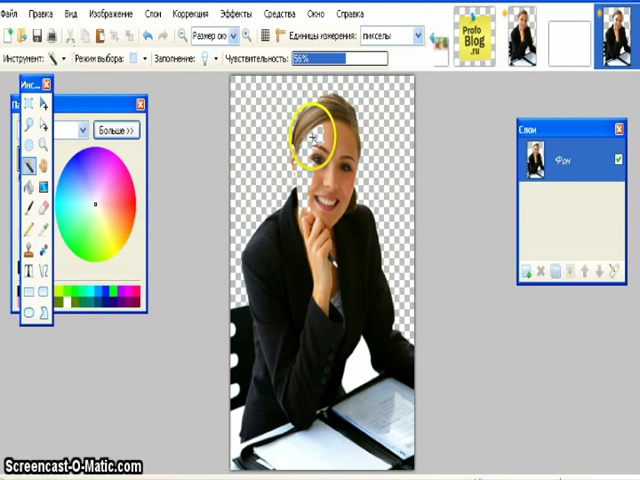 Файл Правка Вид Изображение Слои Коррекция Эффекты Средства Окно Справка
Размер ок Единицы измерения: пикселы
Инструмент: Режим выбора: Заполнение: Чувствительность: 56%
Profo
Blog
.ru
Инс...
Больше >>
Слои
Фон
T
Screencast-O-Matic.com